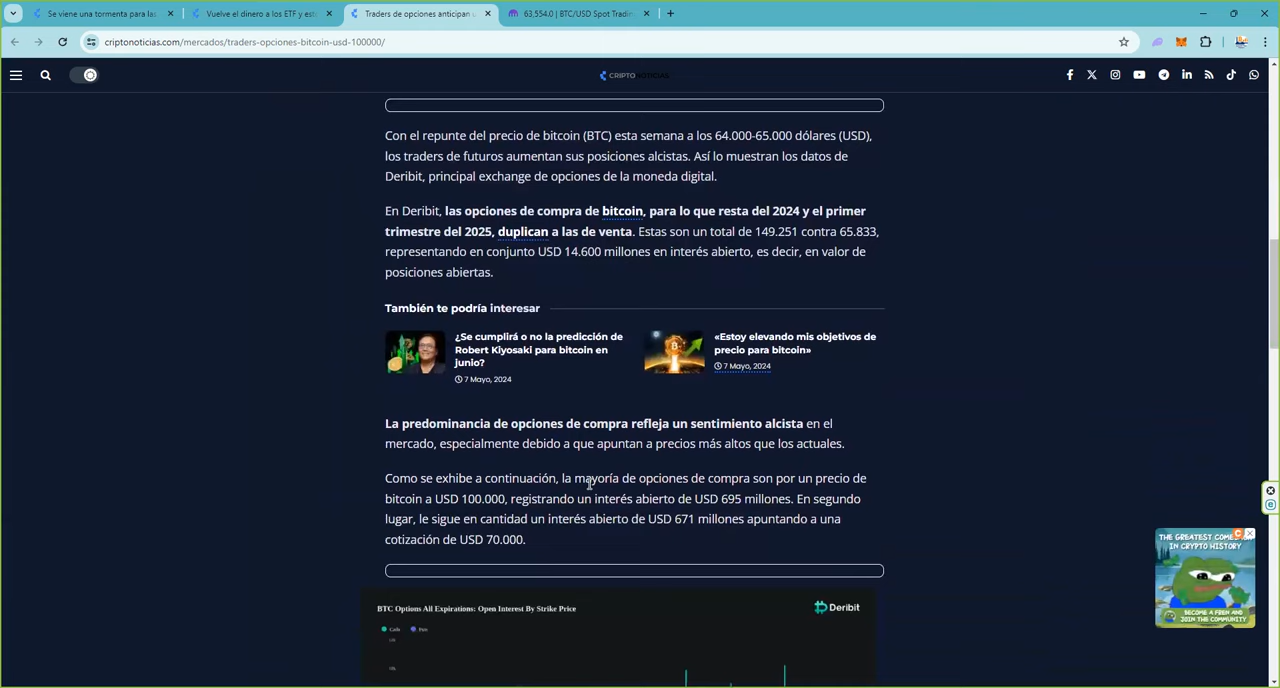 Se viene una tormenta para las
Vuelve el dinero a los ETF y est
Traders de opciones anticipan u
63,554.0 | BTC/USD Spot Tradin
criptonoticias.com/mercados/traders-opciones-bitcoin-usd-100000/
CRIPTONOTICIAS
Con el repunte del precio de bitcoin (BTC) esta semana a los 64.000-65.000 dólares (USD),
los traders de futuros aumentan sus posiciones alcistas. Así lo muestran los datos de
Deribit, principal exchange de opciones de la moneda digital.
En Deribit, las opciones de compra de bitcoin, para lo que resta del 2024 y el primer
trimestre del 2025, duplican a las de venta. Estas son un total de 149.251 contra 65.833,
representando en conjunto USD 14.600 millones en interés abierto, es decir, en valor de
posiciones abiertas.
También te podría interesar
¿Se cumplirá o no la predicción de
Robert Kiyosaki para bitcoin en
junio?
7 Mayo, 2024
«Estoy elevando mis objetivos de
precio para bitcoin»
7 Mayo, 2024
La predominancia de opciones de compra refleja un sentimiento alcista en el
mercado, especialmente debido a que apuntan a precios más altos que los actuales.
Como se exhibe a continuación, la mayoría de opciones de compra son por un precio de
bitcoin a USD 100.000, registrando un interés abierto de USD 695 millones. En segundo
lugar, le sigue en cantidad un interés abierto de USD 671 millones apuntando a una
cotización de USD 70.000.
THE GREATEST
IN CRYPTO HISTORY
BECOME A FREN AND
JOIN THE COMMUNITY
BTC Options All Expirations: Open Interest By Strike Price
Deribit
Calls Puts